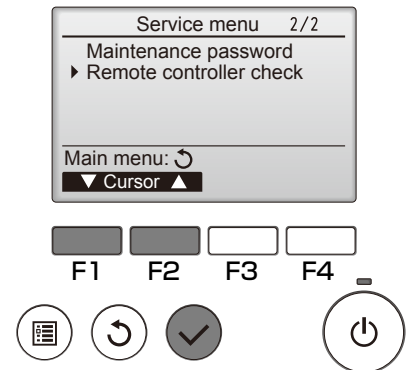 Service menu 2/2
Maintenance password
Remote controller check
Main menu:
Cursor
F1 F2 F3 F4